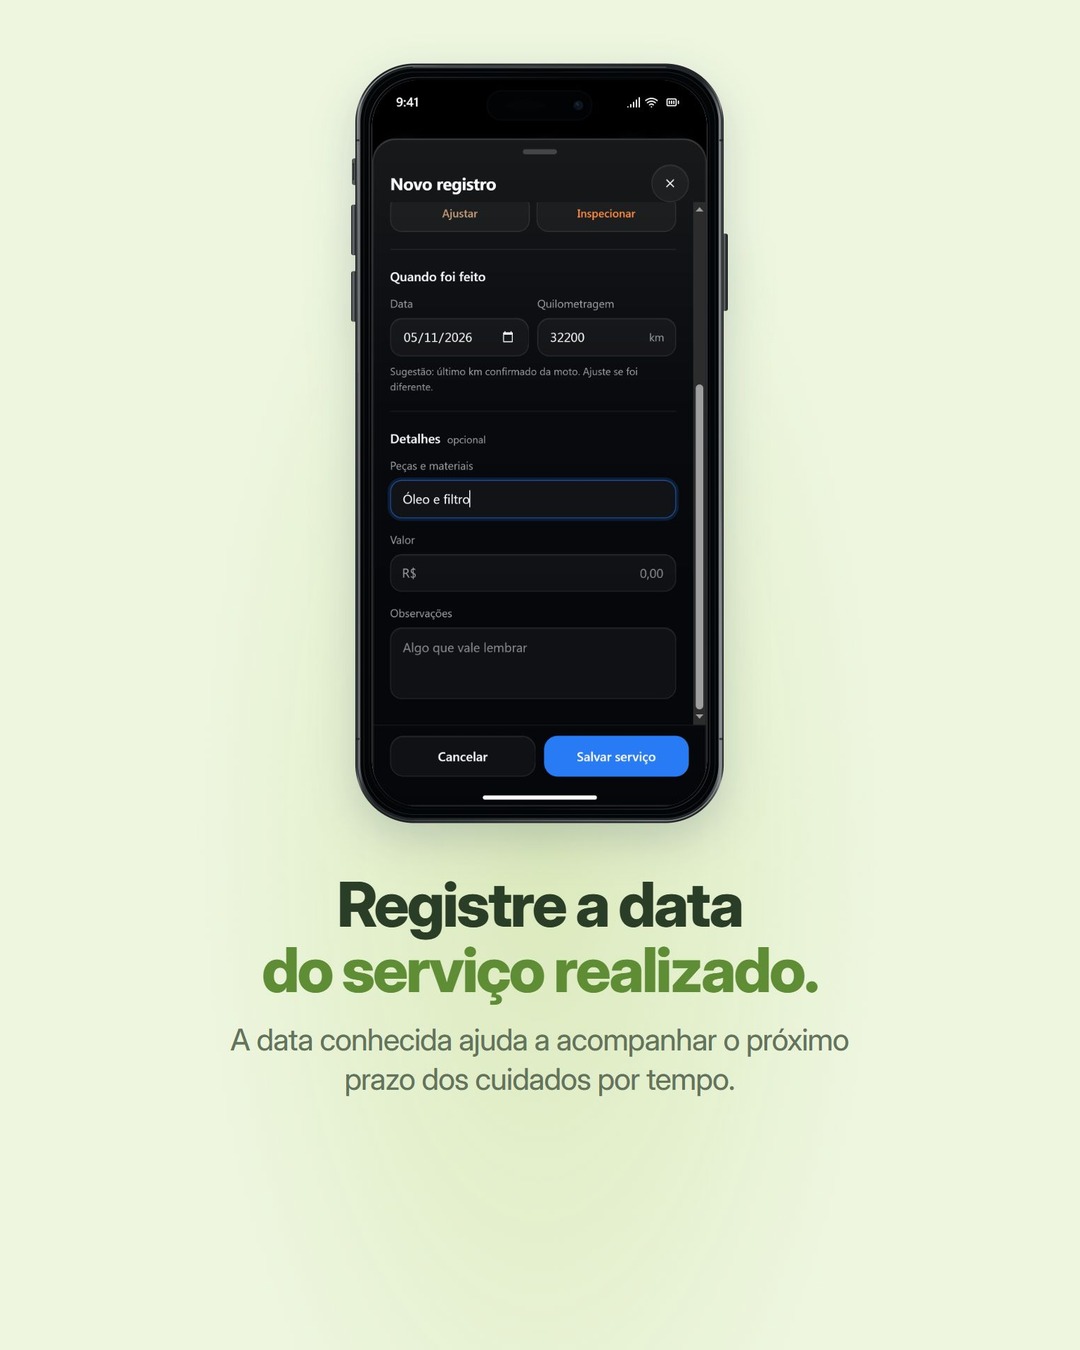 9:41
Novo registro
Ajustar
Inspecionar
Quando foi feito
Data
Quilometragem
05/11/2026
32200
km
Sugestão: último km confirmado da moto. Ajuste se foi
diferente.
Detalhes opcional
Peças e materiais
Óleo e filtro
Valor
R$
0,00
Observações
Algo que vale lembrar
Cancelar
Salvar serviço
Registre a data
do serviço realizado.
A data conhecida ajuda a acompanhar o próximo
prazo dos cuidados por tempo.